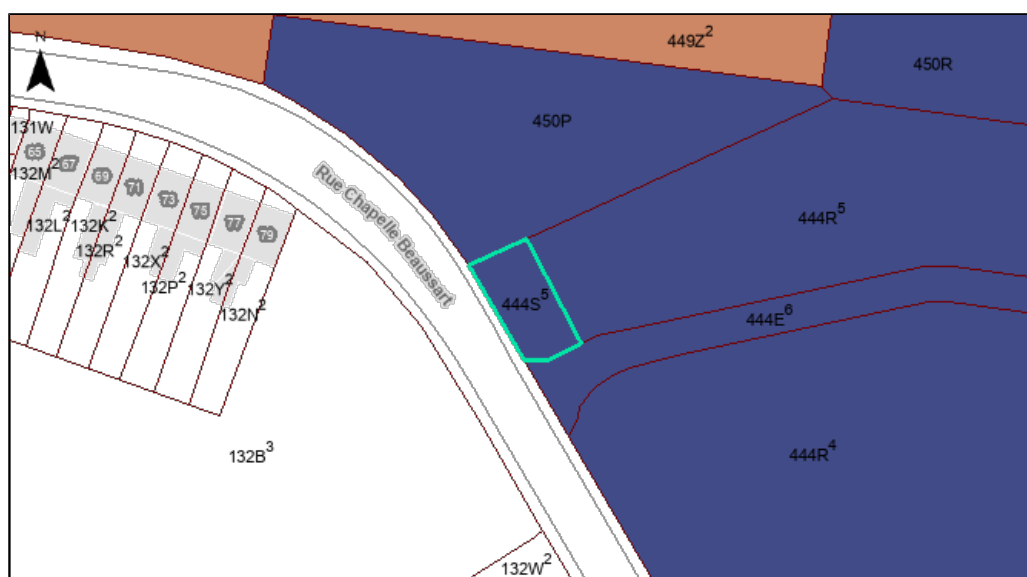 N
449Z²
450R
450P
131W
65
67
132M²
69
71
73
75
77
79
Rue Chapelle Beaussart
444R⁵
132L²
132K²
132R²
132X²
132P²
132Y²
132N²
444S⁵
444E⁶
132B³
444R⁴
132W²